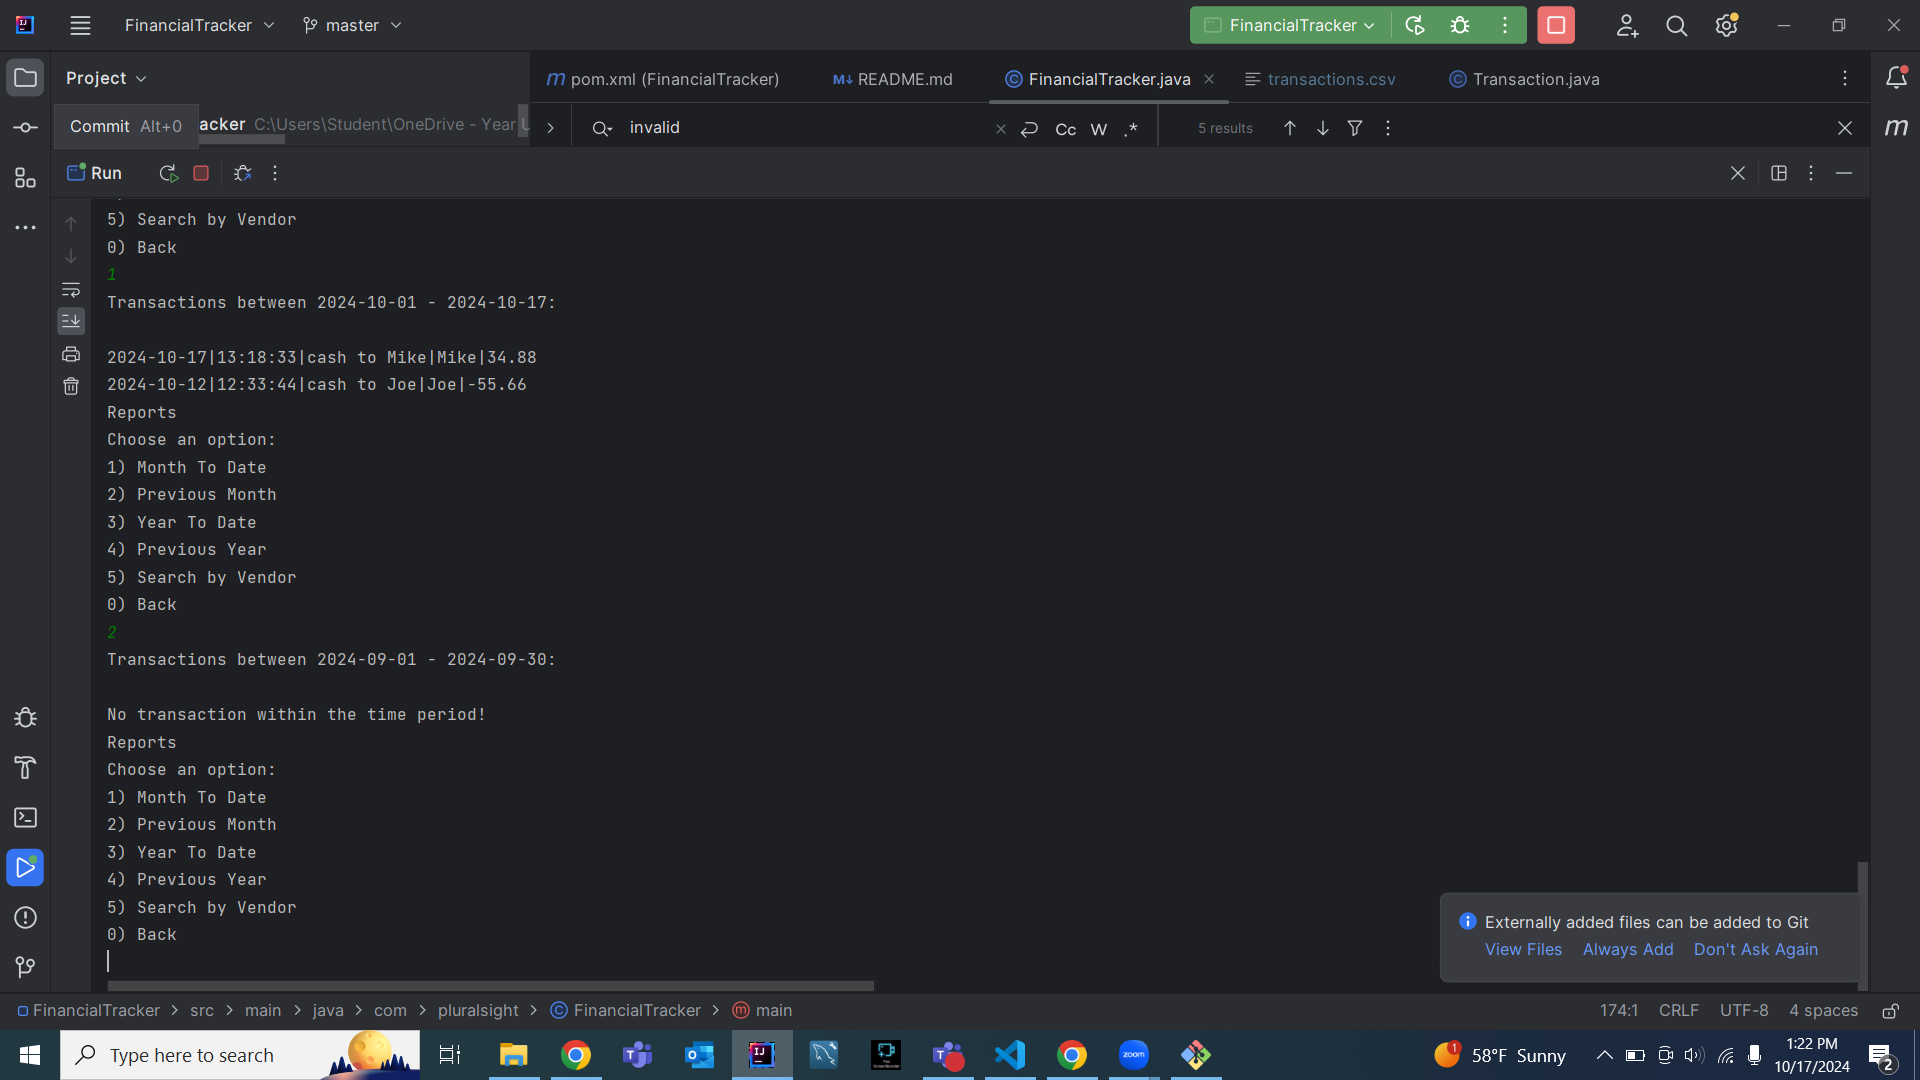 FinancialTracker
master
FinancialTracker
Project
pom.xml (FinancialTracker)
README.md
FinancialTracker.java
transactions.csv
Transaction.java
Commit Alt+0
acker C:\Users\Student\OneDrive - Year U
invalid
Cc W .*
5 results
Run
5) Search by Vendor
0) Back
1
Transactions between 2024-10-01 - 2024-10-17:
2024-10-17|13:18:33|cash to Mike|Mike|34.88
2024-10-12|12:33:44|cash to Joe|Joe|-55.66
Reports
Choose an option:
1) Month To Date
2) Previous Month
3) Year To Date
4) Previous Year
5) Search by Vendor
0) Back
2
Transactions between 2024-09-01 - 2024-09-30:
No transaction within the time period!
Reports
Choose an option:
1) Month To Date
2) Previous Month
3) Year To Date
4) Previous Year
5) Search by Vendor
0) Back
Externally added files can be added to Git
View Files Always Add Don't Ask Again
FinancialTracker > src > main > java > com > pluralsight > FinancialTracker > main
174:1 CRLF UTF-8 4 spaces
Type here to search
zoom
1
58°F Sunny
1:22 PM
10/17/2024
2